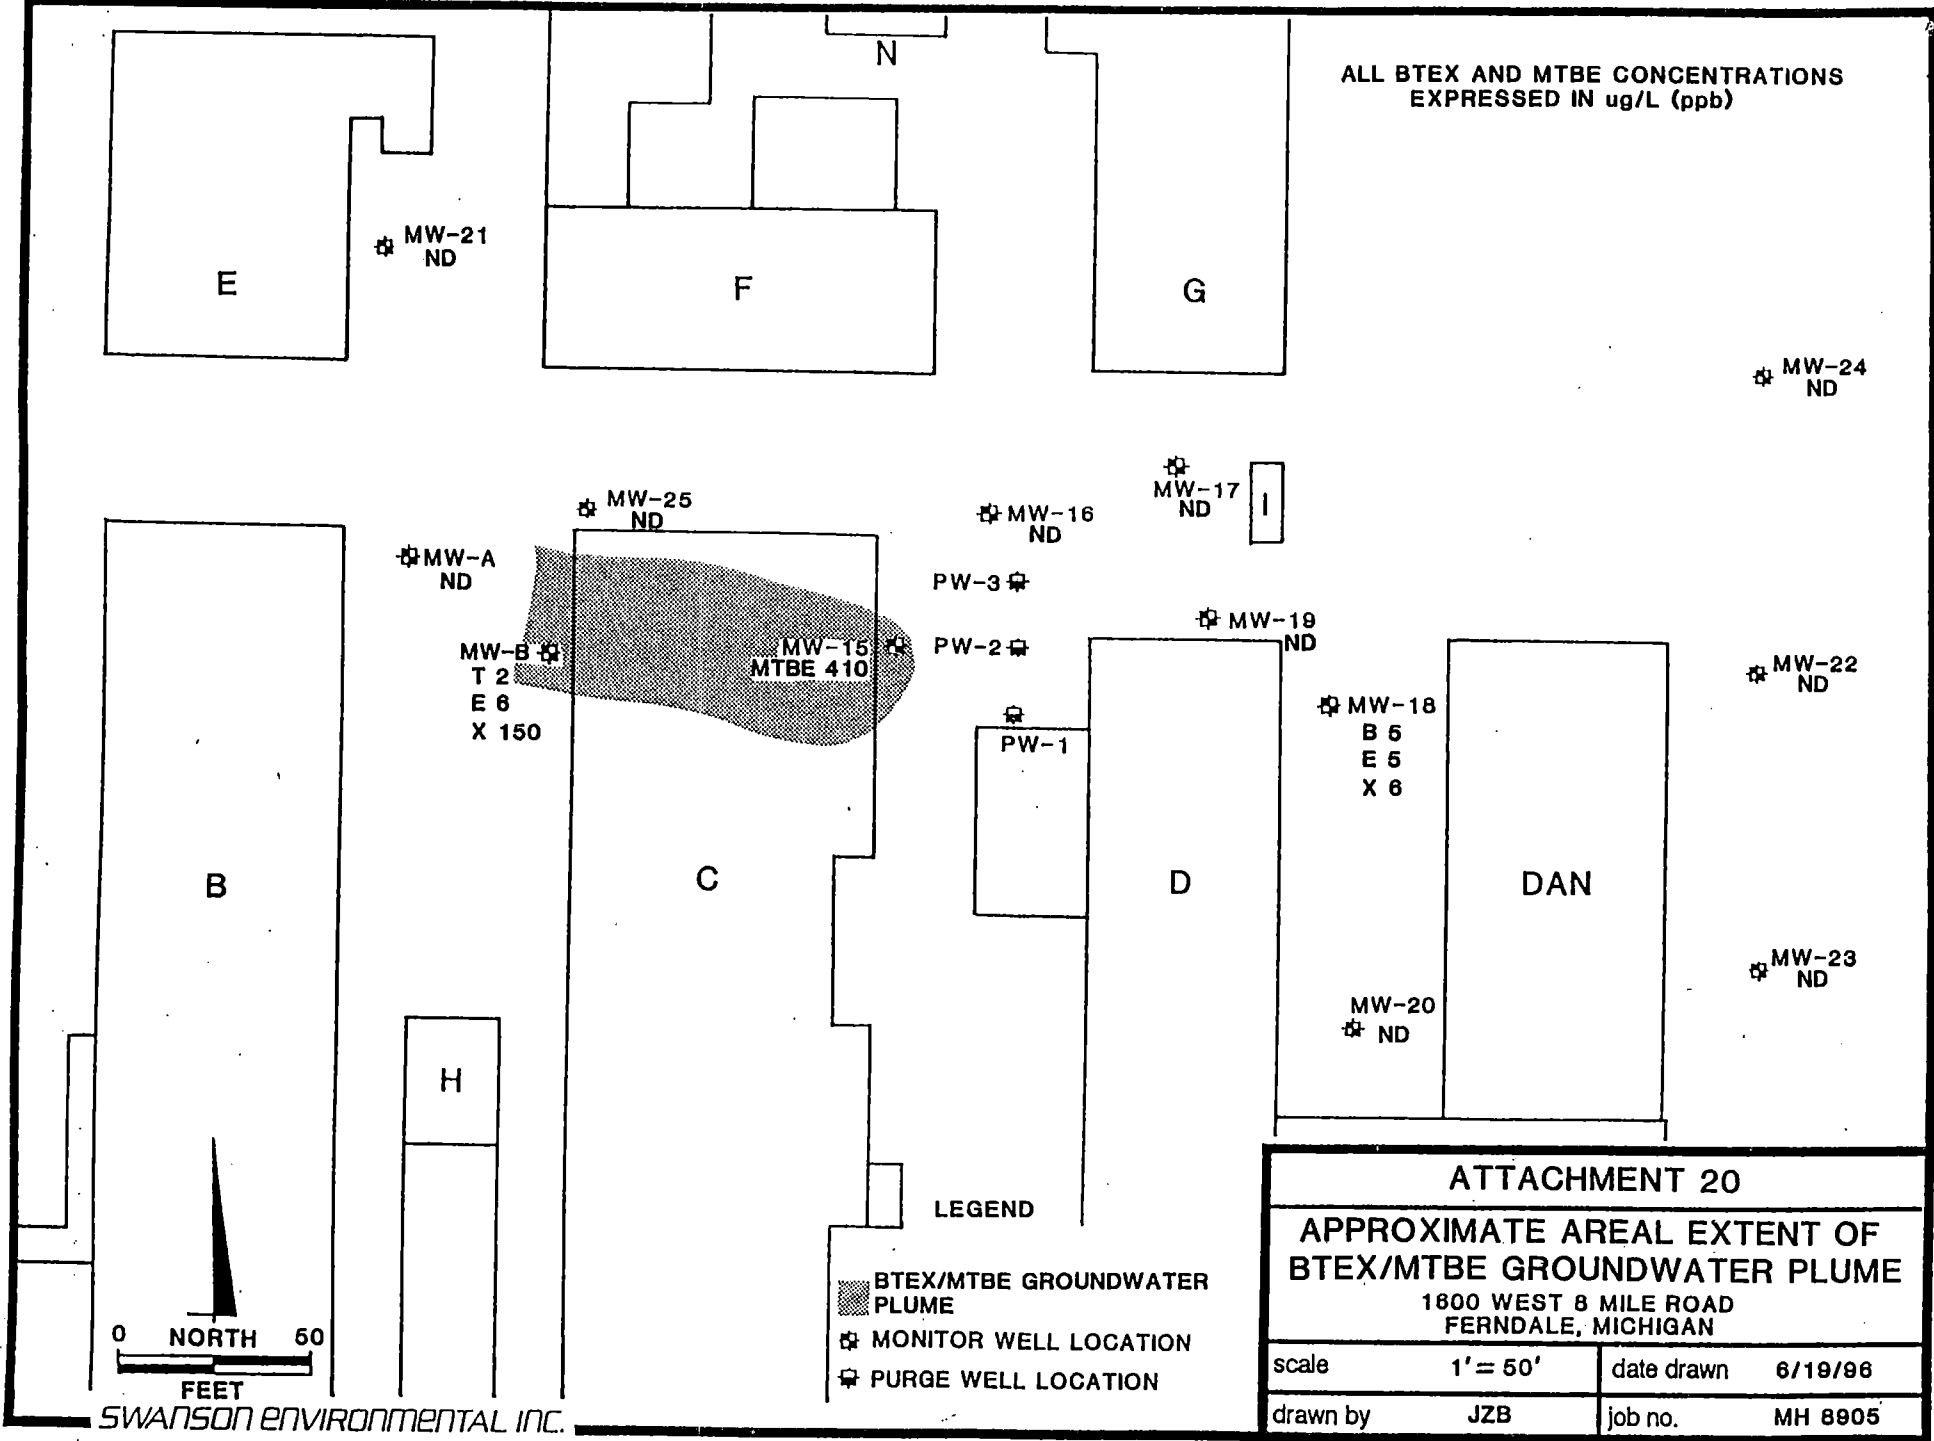 N
ALL BTEX AND MTBE CONCENTRATIONS
EXPRESSED IN ug/L (ppb)
MW-21
ND
E
F
G
MW-24
ND
MW-25
ND
MW-16
ND
MW-17
ND
I
MW-A
ND
PW-3
MW-19
ND
MW-B
T 2
E 6
X 150
MW-15
MTBE 410
PW-2
PW-1
MW-18
B 5
E 5
X 6
MW-22
ND
B
C
D
DAN
MW-23
ND
MW-20
ND
H
LEGEND
BTEX/MTBE GROUNDWATER
PLUME
MONITOR WELL LOCATION
PURGE WELL LOCATION
0 NORTH 50
FEET
SWANSON ENVIRONMENTAL INC.
ATTACHMENT 20
APPROXIMATE AREAL EXTENT OF
BTEX/MTBE GROUNDWATER PLUME
1600 WEST 8 MILE ROAD
FERNDALE, MICHIGAN
scale 1'= 50' date drawn 6/19/96
drawn by JZB job no. MH 8905